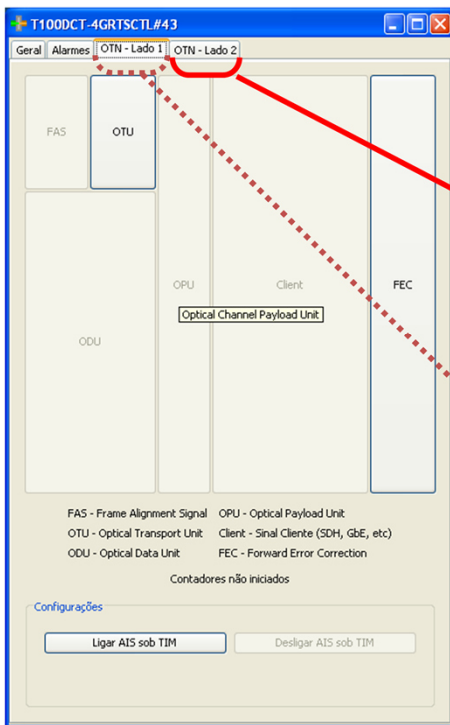 T100DCT-4GRTSCTL#43
Geral Alarmes OTN - Lado 1 OTN - Lado 2
FAS OTU
OPU Client FEC
Optical Channel Payload Unit
ODU
FAS - Frame Alignment Signal OPU - Optical Payload Unit
OTU - Optical Transport Unit Client - Sinal Cliente (SDH, GbE, etc)
ODU - Optical Data Unit FEC - Forward Error Correction
Contadores não iniciados
Configurações
Ligar AIS sob TIM Desligar AIS sob TIM